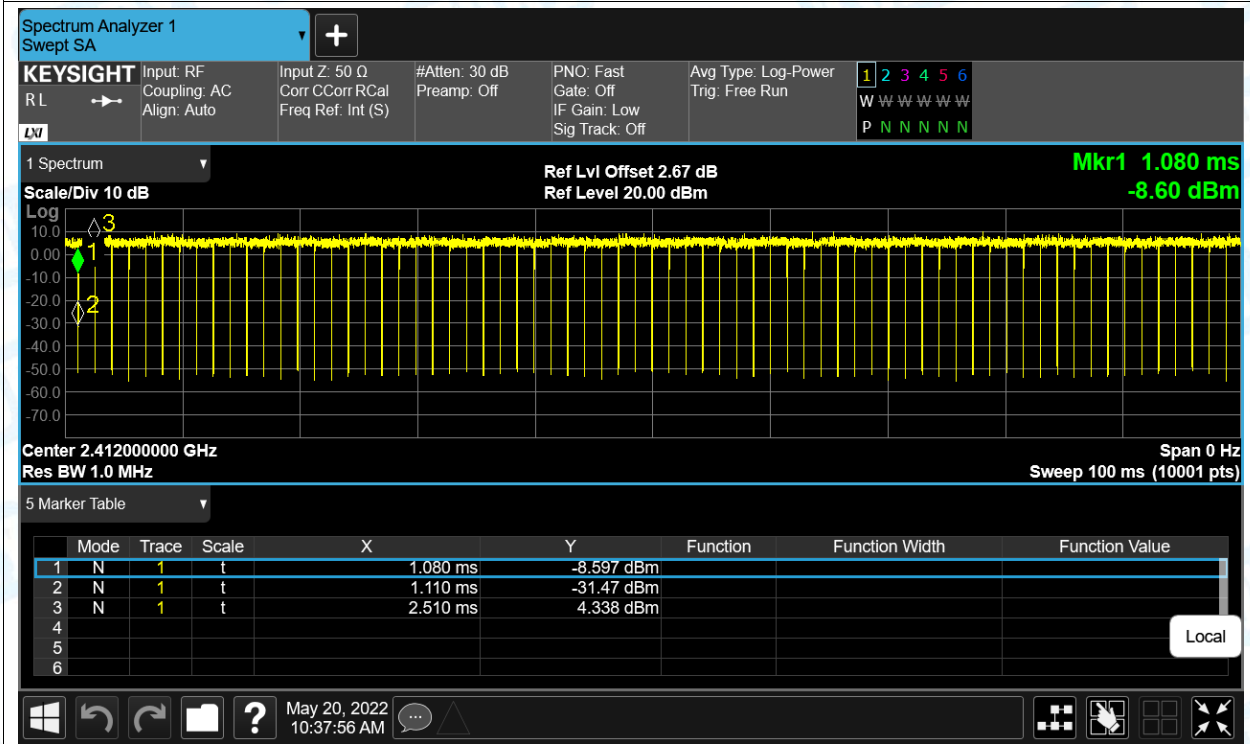 Spectrum Analyzer 1
Swept SA
+
KEYSIGHT
R L
LXI
Input: RF
Coupling: AC
Align: Auto
Input Z: 50 Ω
Corr CCorr RCal
Freq Ref: Int (S)
#Atten: 30 dB
Preamp: Off
PNO: Fast
Gate: Off
IF Gain: Low
Sig Track: Off
Avg Type: Log-Power
Trig: Free Run
1 2 3 4 5 6
W W W W W W
P N N N N N
1 Spectrum
Scale/Div 10 dB
Ref Lvl Offset 2.67 dB
Ref Level 20.00 dBm
Mkr1 1.080 ms
-8.60 dBm
Log
10.0
0.00
-10.0
-20.0
-30.0
-40.0
-50.0
-60.0
-70.0
3
1
2
Center 2.412000000 GHz
Res BW 1.0 MHz
Span 0 Hz
Sweep 100 ms (10001 pts)
5 Marker Table
Mode Trace Scale X Y Function Function Width Function Value
1 N 1 t 1.080 ms -8.597 dBm
2 N 1 t 1.110 ms -31.47 dBm
3 N 1 t 2.510 ms 4.338 dBm
4
5
6
Local
?
May 20, 2022
10:37:56 AM